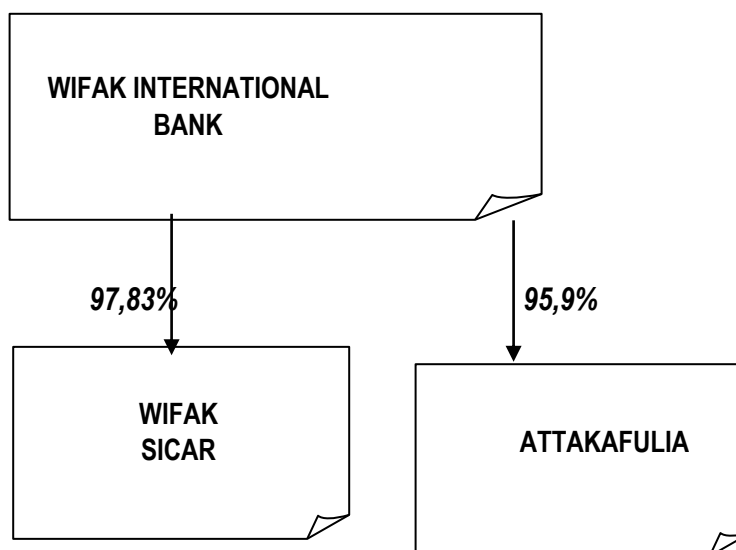 WIFAK INTERNATIONAL
BANK
97,83%
95,9%
WIFAK
SICAR
ATTAKAFULIA